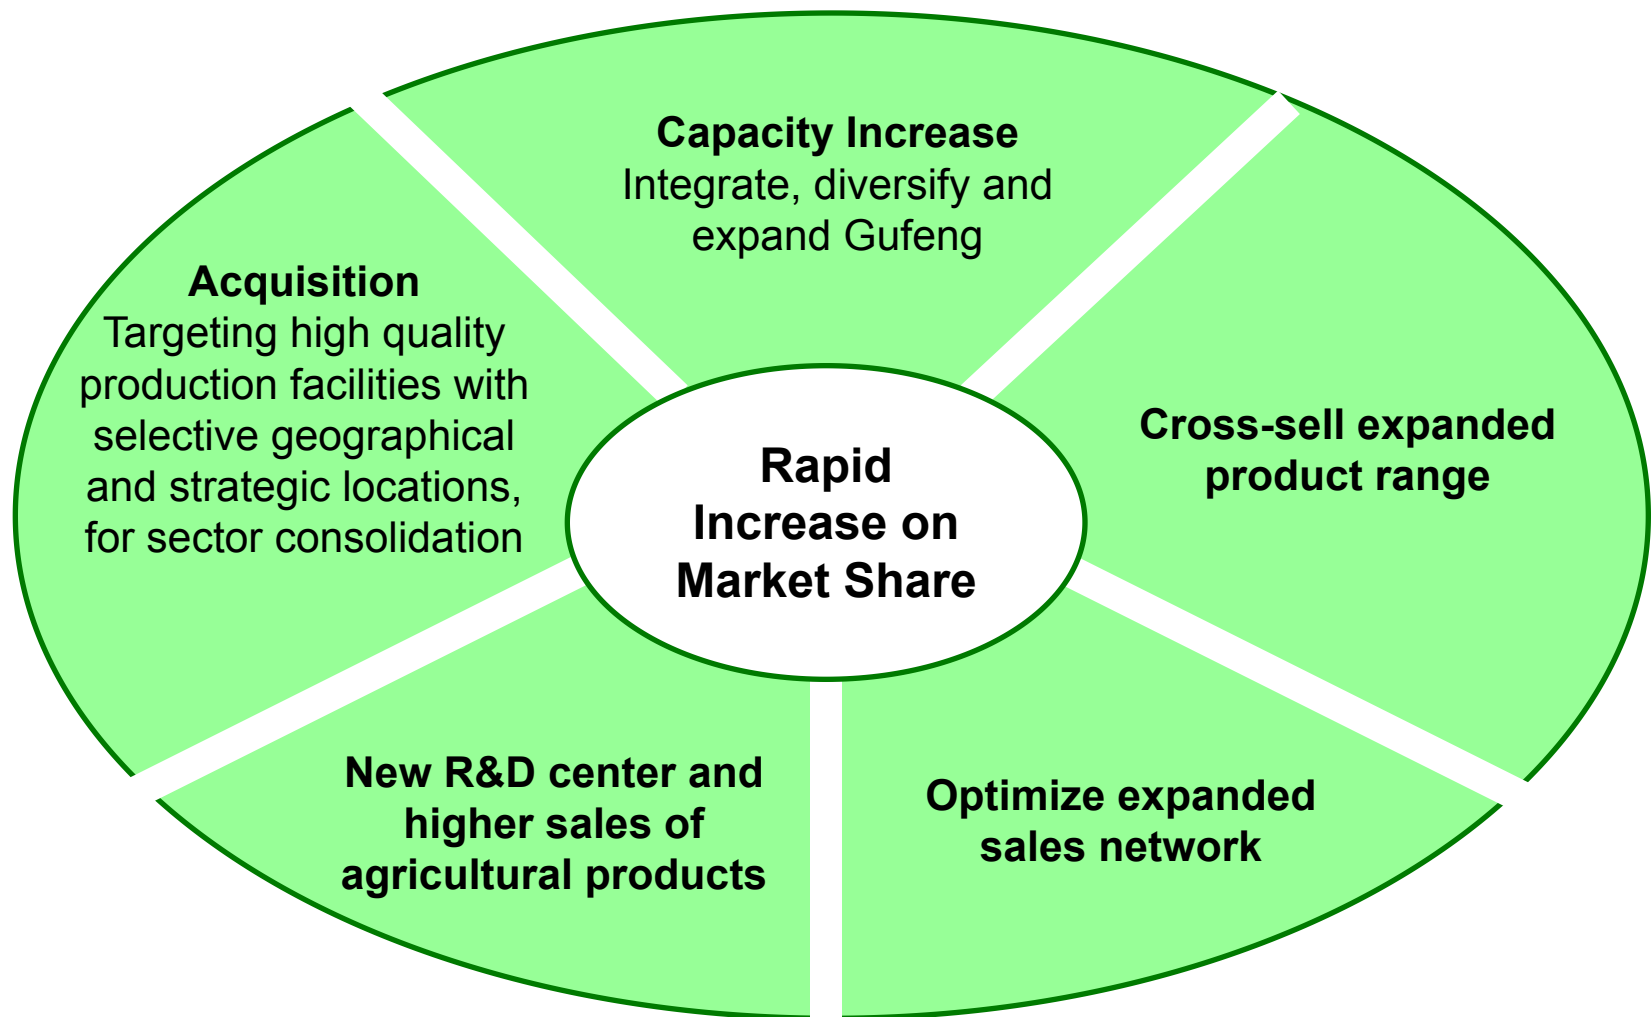 Capacity Increase
Integrate, diversify and
expand Gufeng
Acquisition
Targeting high quality
production facilities with
selective geographical
and strategic locations,
for sector consolidation
Cross-sell expanded
product range
Rapid
Increase on
Market Share
New R&D center and
higher sales of
agricultural products
Optimize expanded
sales network